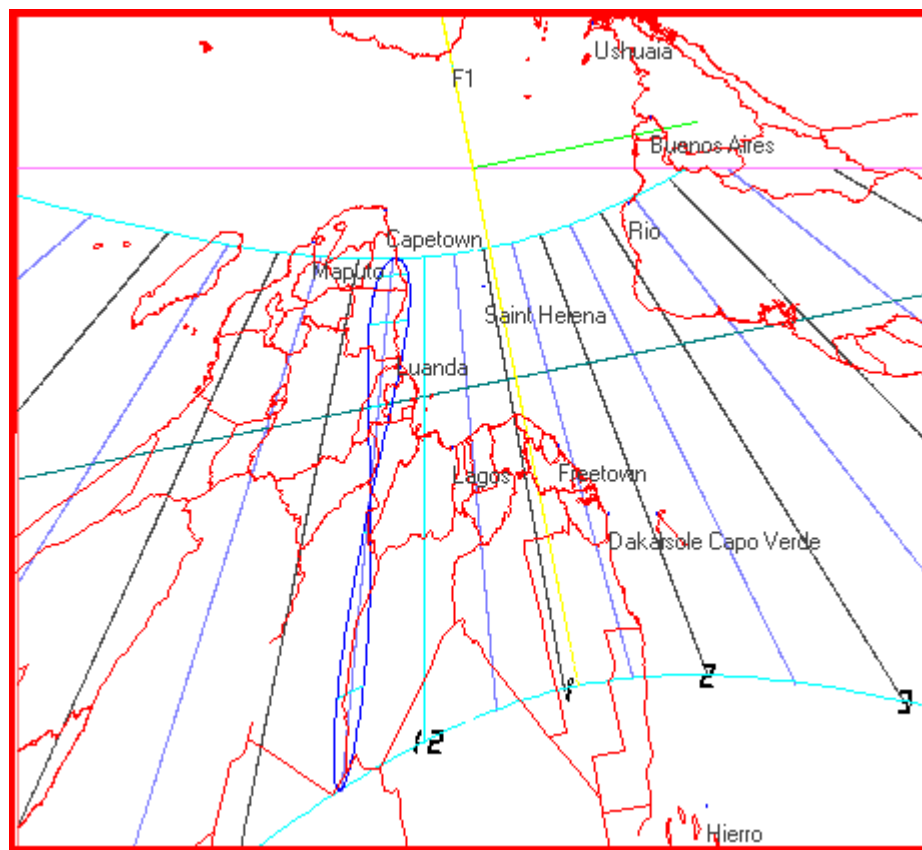 Ushuaia
F1
Buenos Aires
Rio
Capetown
Maputo
Saint Helena
Luanda
Lagos
Freetown
Dakarsole Capo Verde
1
2
3
12
Hierro